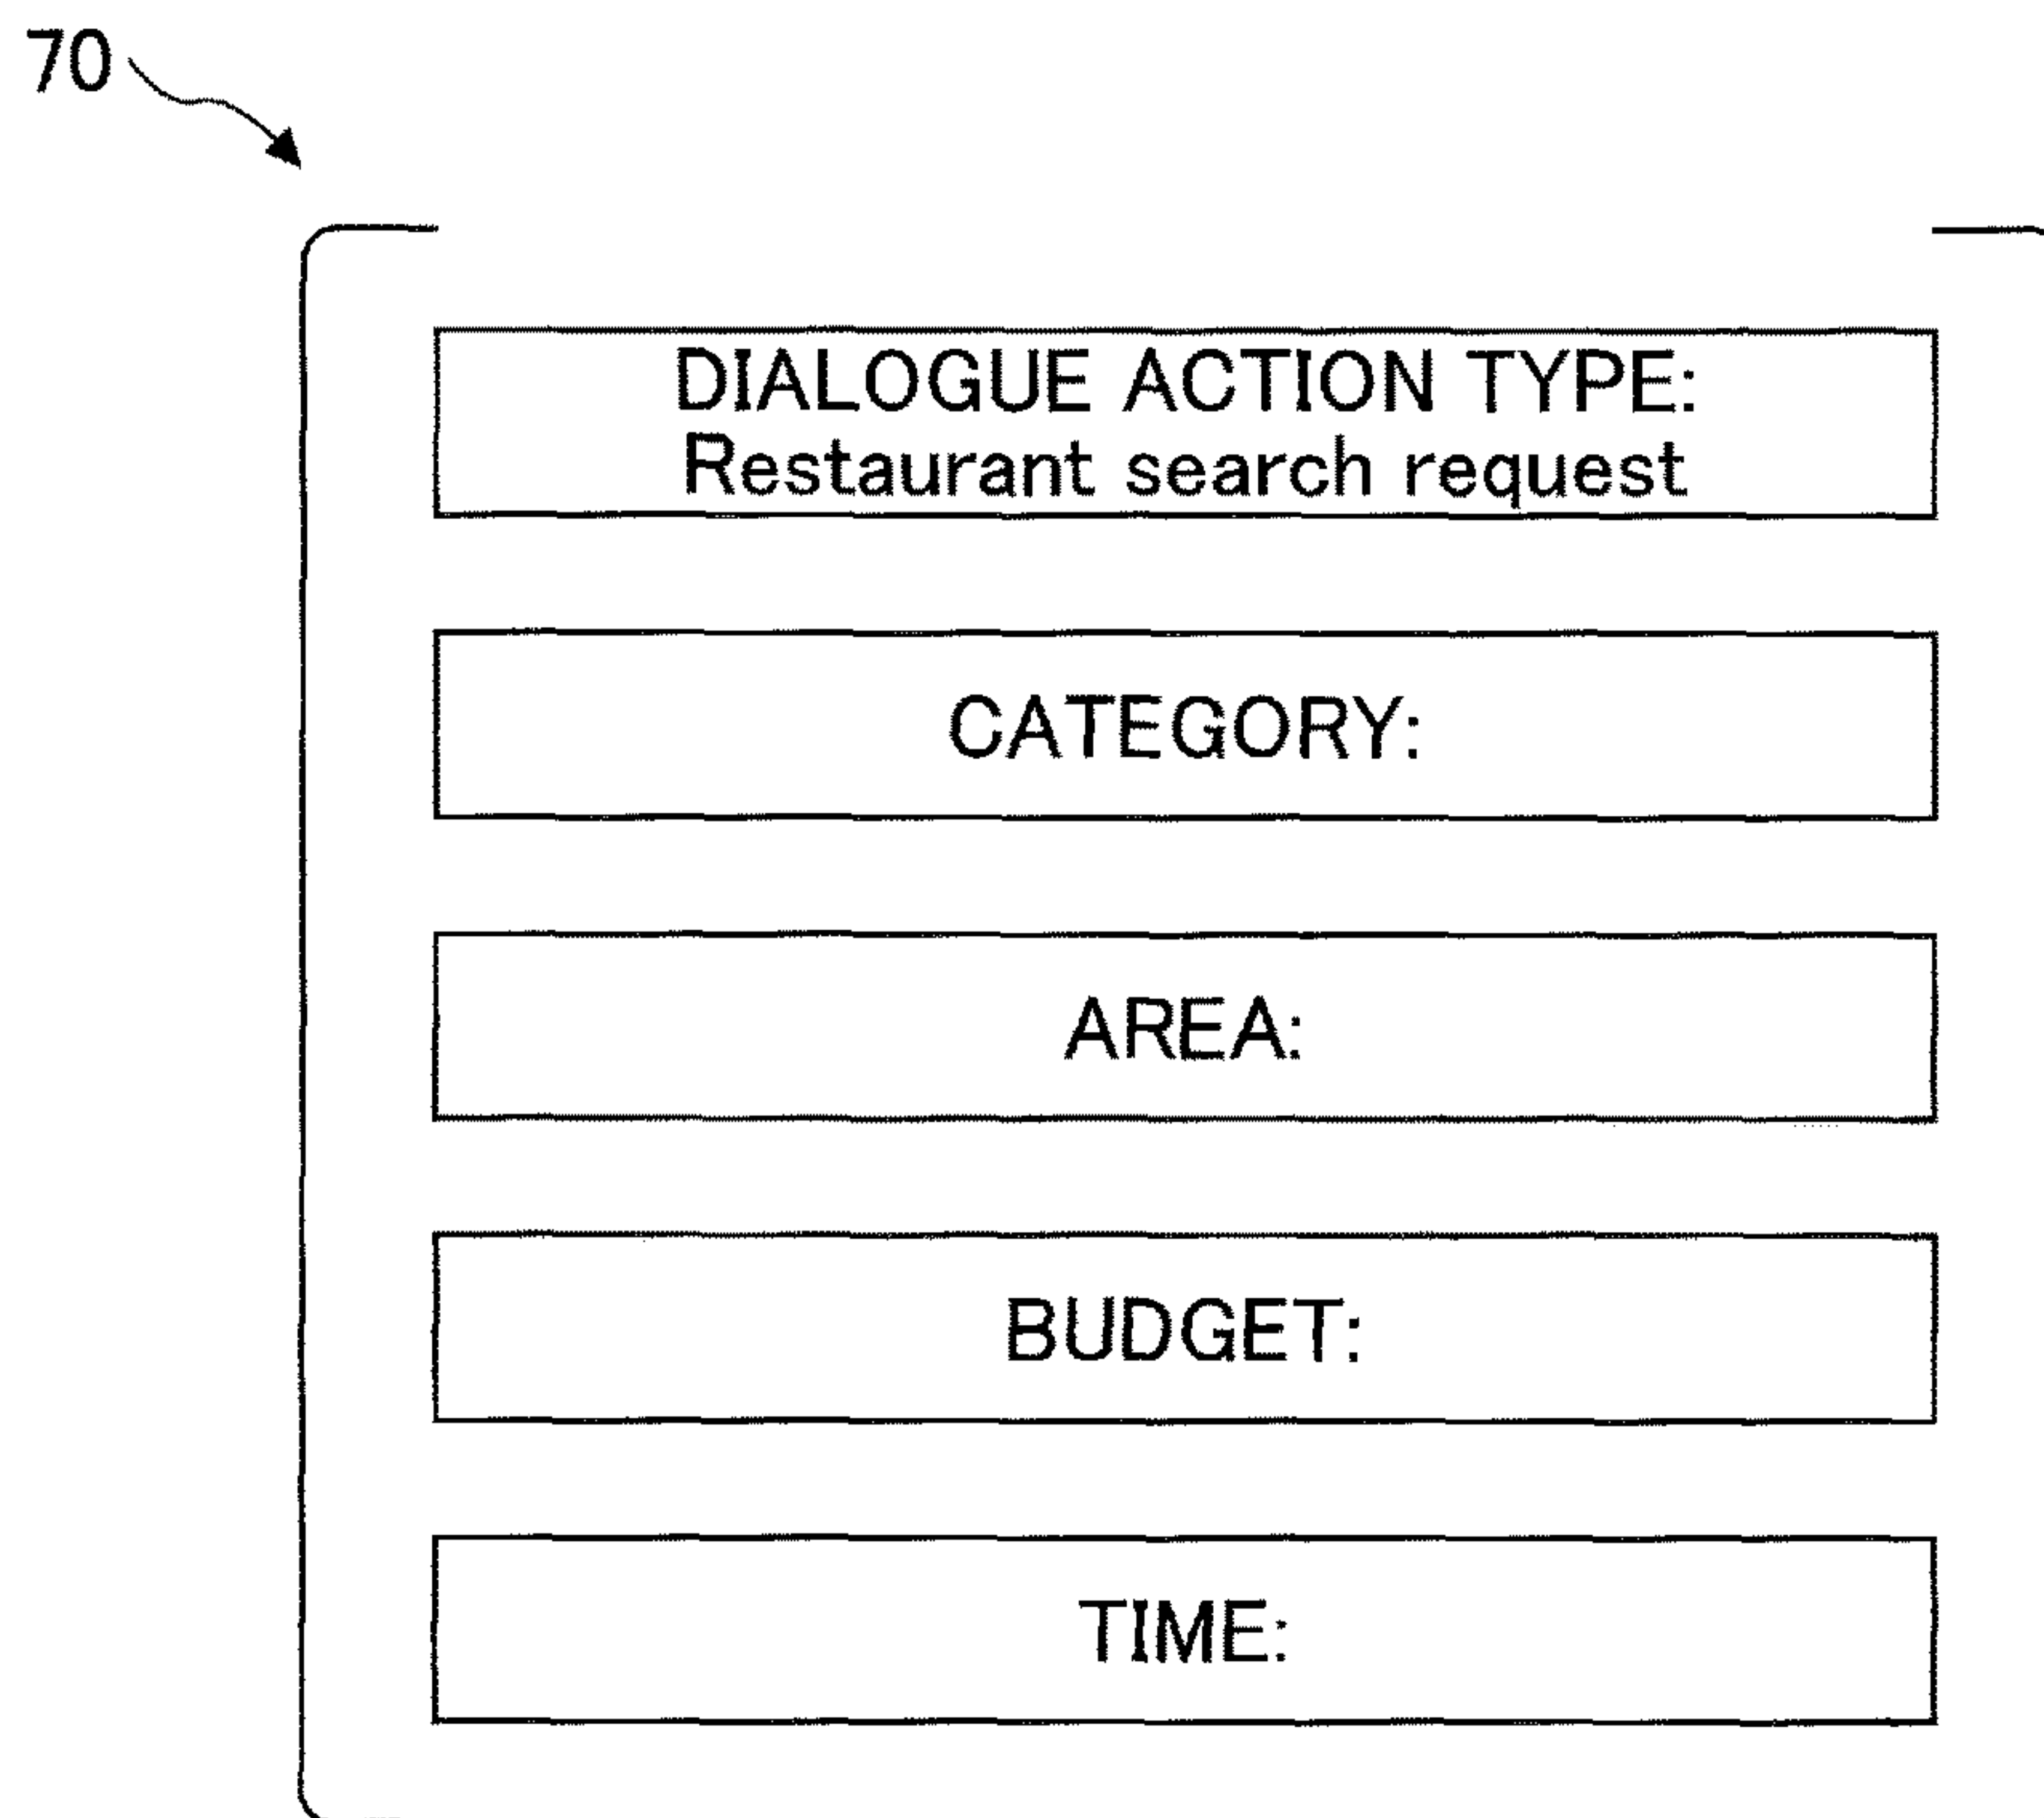 70
DIALOGUE ACTION TYPE:
Restaurant search request
CATEGORY:
AREA:
BUDGET:
TIME: